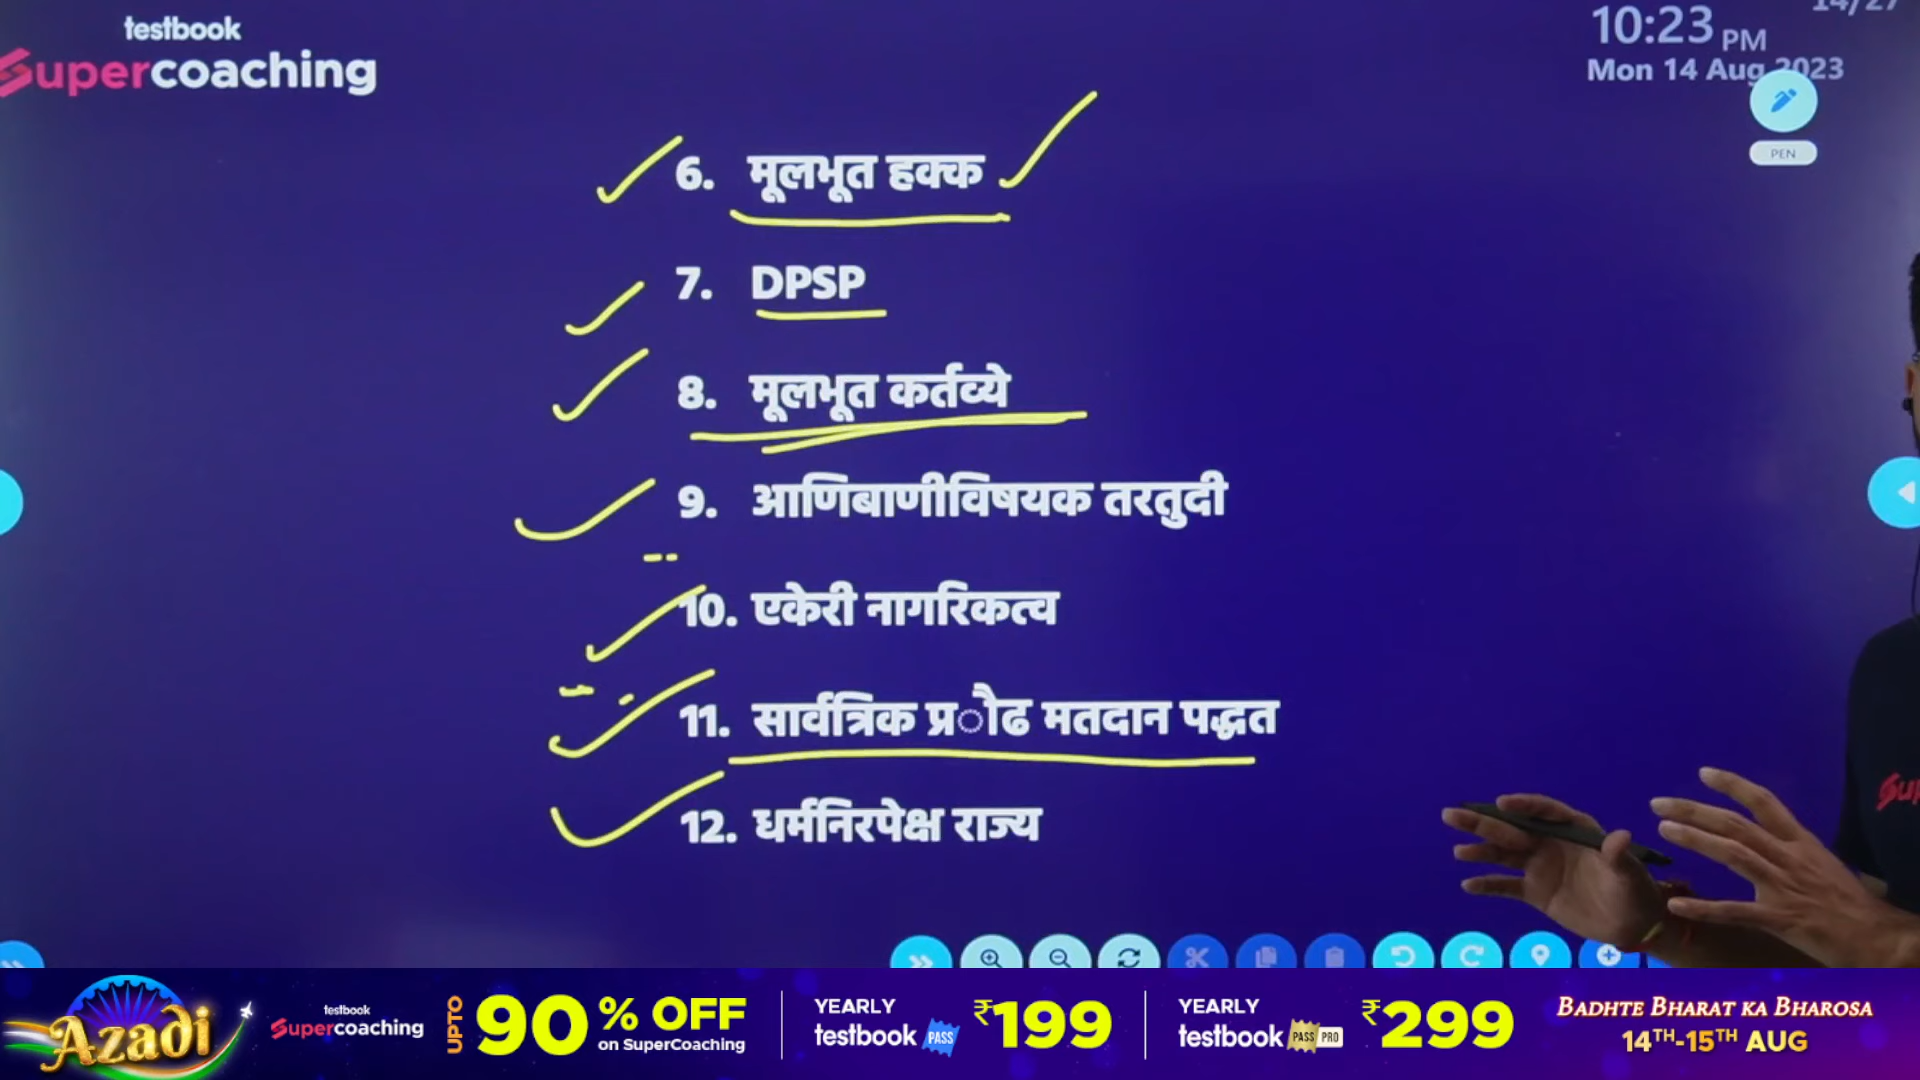 testbook
Supercoaching
10:23 PM
Mon 14 Aug 2023
PEN
6. मूलभूत हक्क
7. DPSP
8. मूलभूत कर्तव्ये
9. आणिबाणीविषयक तरतुदी
10. एकेरी नागरिकत्व
11. सार्वत्रिक प्रौढ मतदान पद्धत
12. धर्मनिरपेक्ष राज्य
Azadi
testbook
Supercoaching
UPTO 90% OFF
on SuperCoaching
YEARLY
testbook PASS
₹199
YEARLY
testbook PASS PRO
₹299
BADHTE BHARAT KA BHAROSA
14TH-15TH AUG